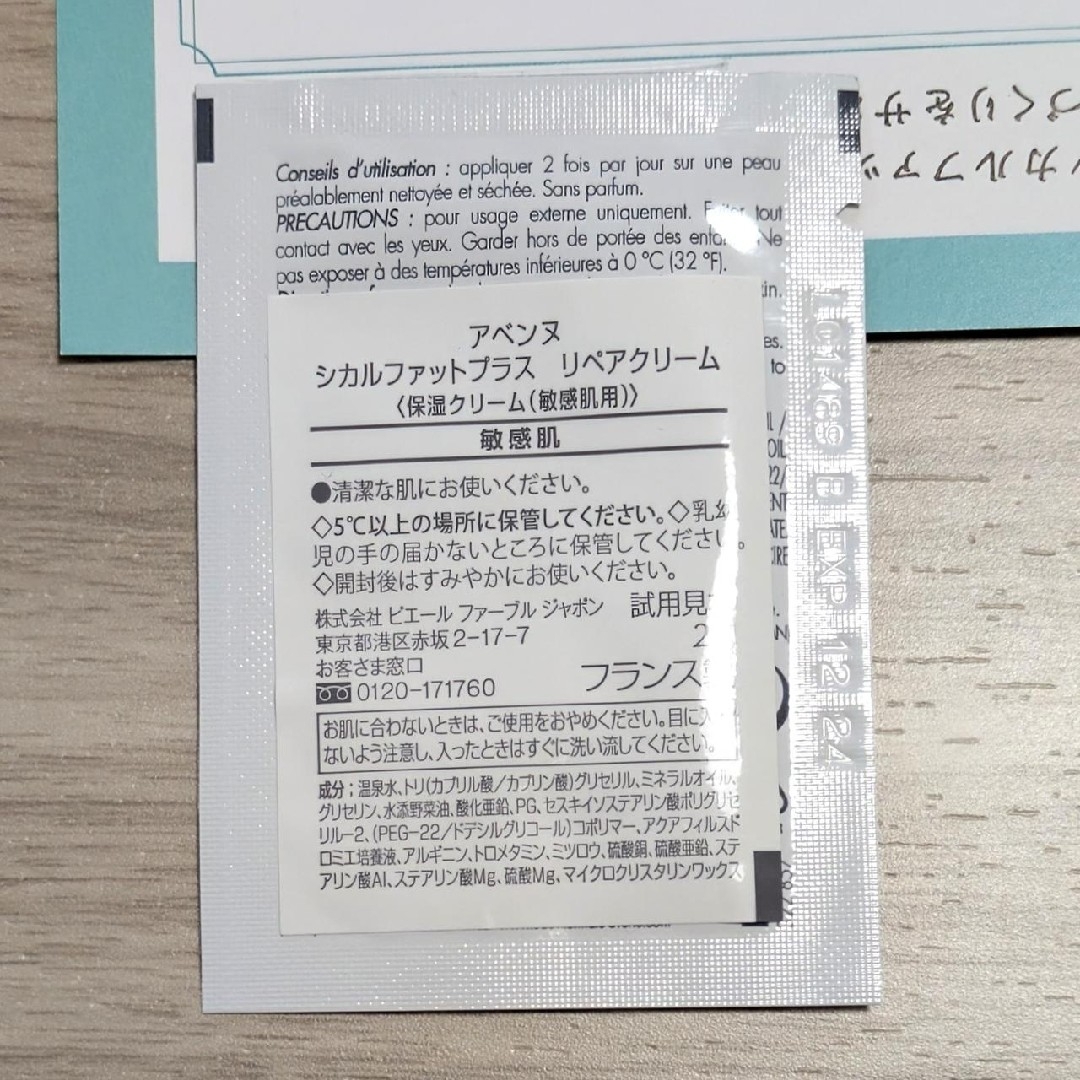 Conseils d'utilisation : appliquer 2 fois par jour sur une peau
préalablement nettoyée et séchée. Sans parfum.
PRECAUTIONS : pour usage externe uniquement. Eviter tout
contact avec les yeux. Garder hors de portée des Ne
pas exposer à des températures inférieures à 0 °C (32 °F).
アベンヌ
シカルファットプラス リペアクリーム
〈保湿クリーム(敏感肌用)〉
敏感肌
●清潔な肌にお使いください。
◇5℃以上の場所に保管してください。◇乳幼
児の手の届かないところに保管してください。
◇開封後はすみやかにお使いください。
株式会社 ピエール ファーブル ジャポン 試用見
東京都港区赤坂2-17-7
お客さま窓口
0120-171760 フランス製
お肌に合わないときは、ご使用をおやめください。目に入ら
ないよう注意し、入ったときはすぐに洗い流してください。
成分:温泉水、トリ(カプリル酸/カプリン酸)グリセリル、ミネラルオイル、
グリセリン、水添野菜油、酸化亜鉛、PG、セスキイソステアリン酸ポリグリセ
リル-2、(PEG-22/ドデシルグリコール)コポリマー、アクアフィルスド
ロミエ培養液、アルギニン、トロメタミン、ミツロウ、硫酸銅、硫酸亜鉛、ステ
アリン酸Al、ステアリン酸Mg、硫酸Mg、マイクロクリスタリンワックス
EXP 12 24
カルファッ
づくりをサ